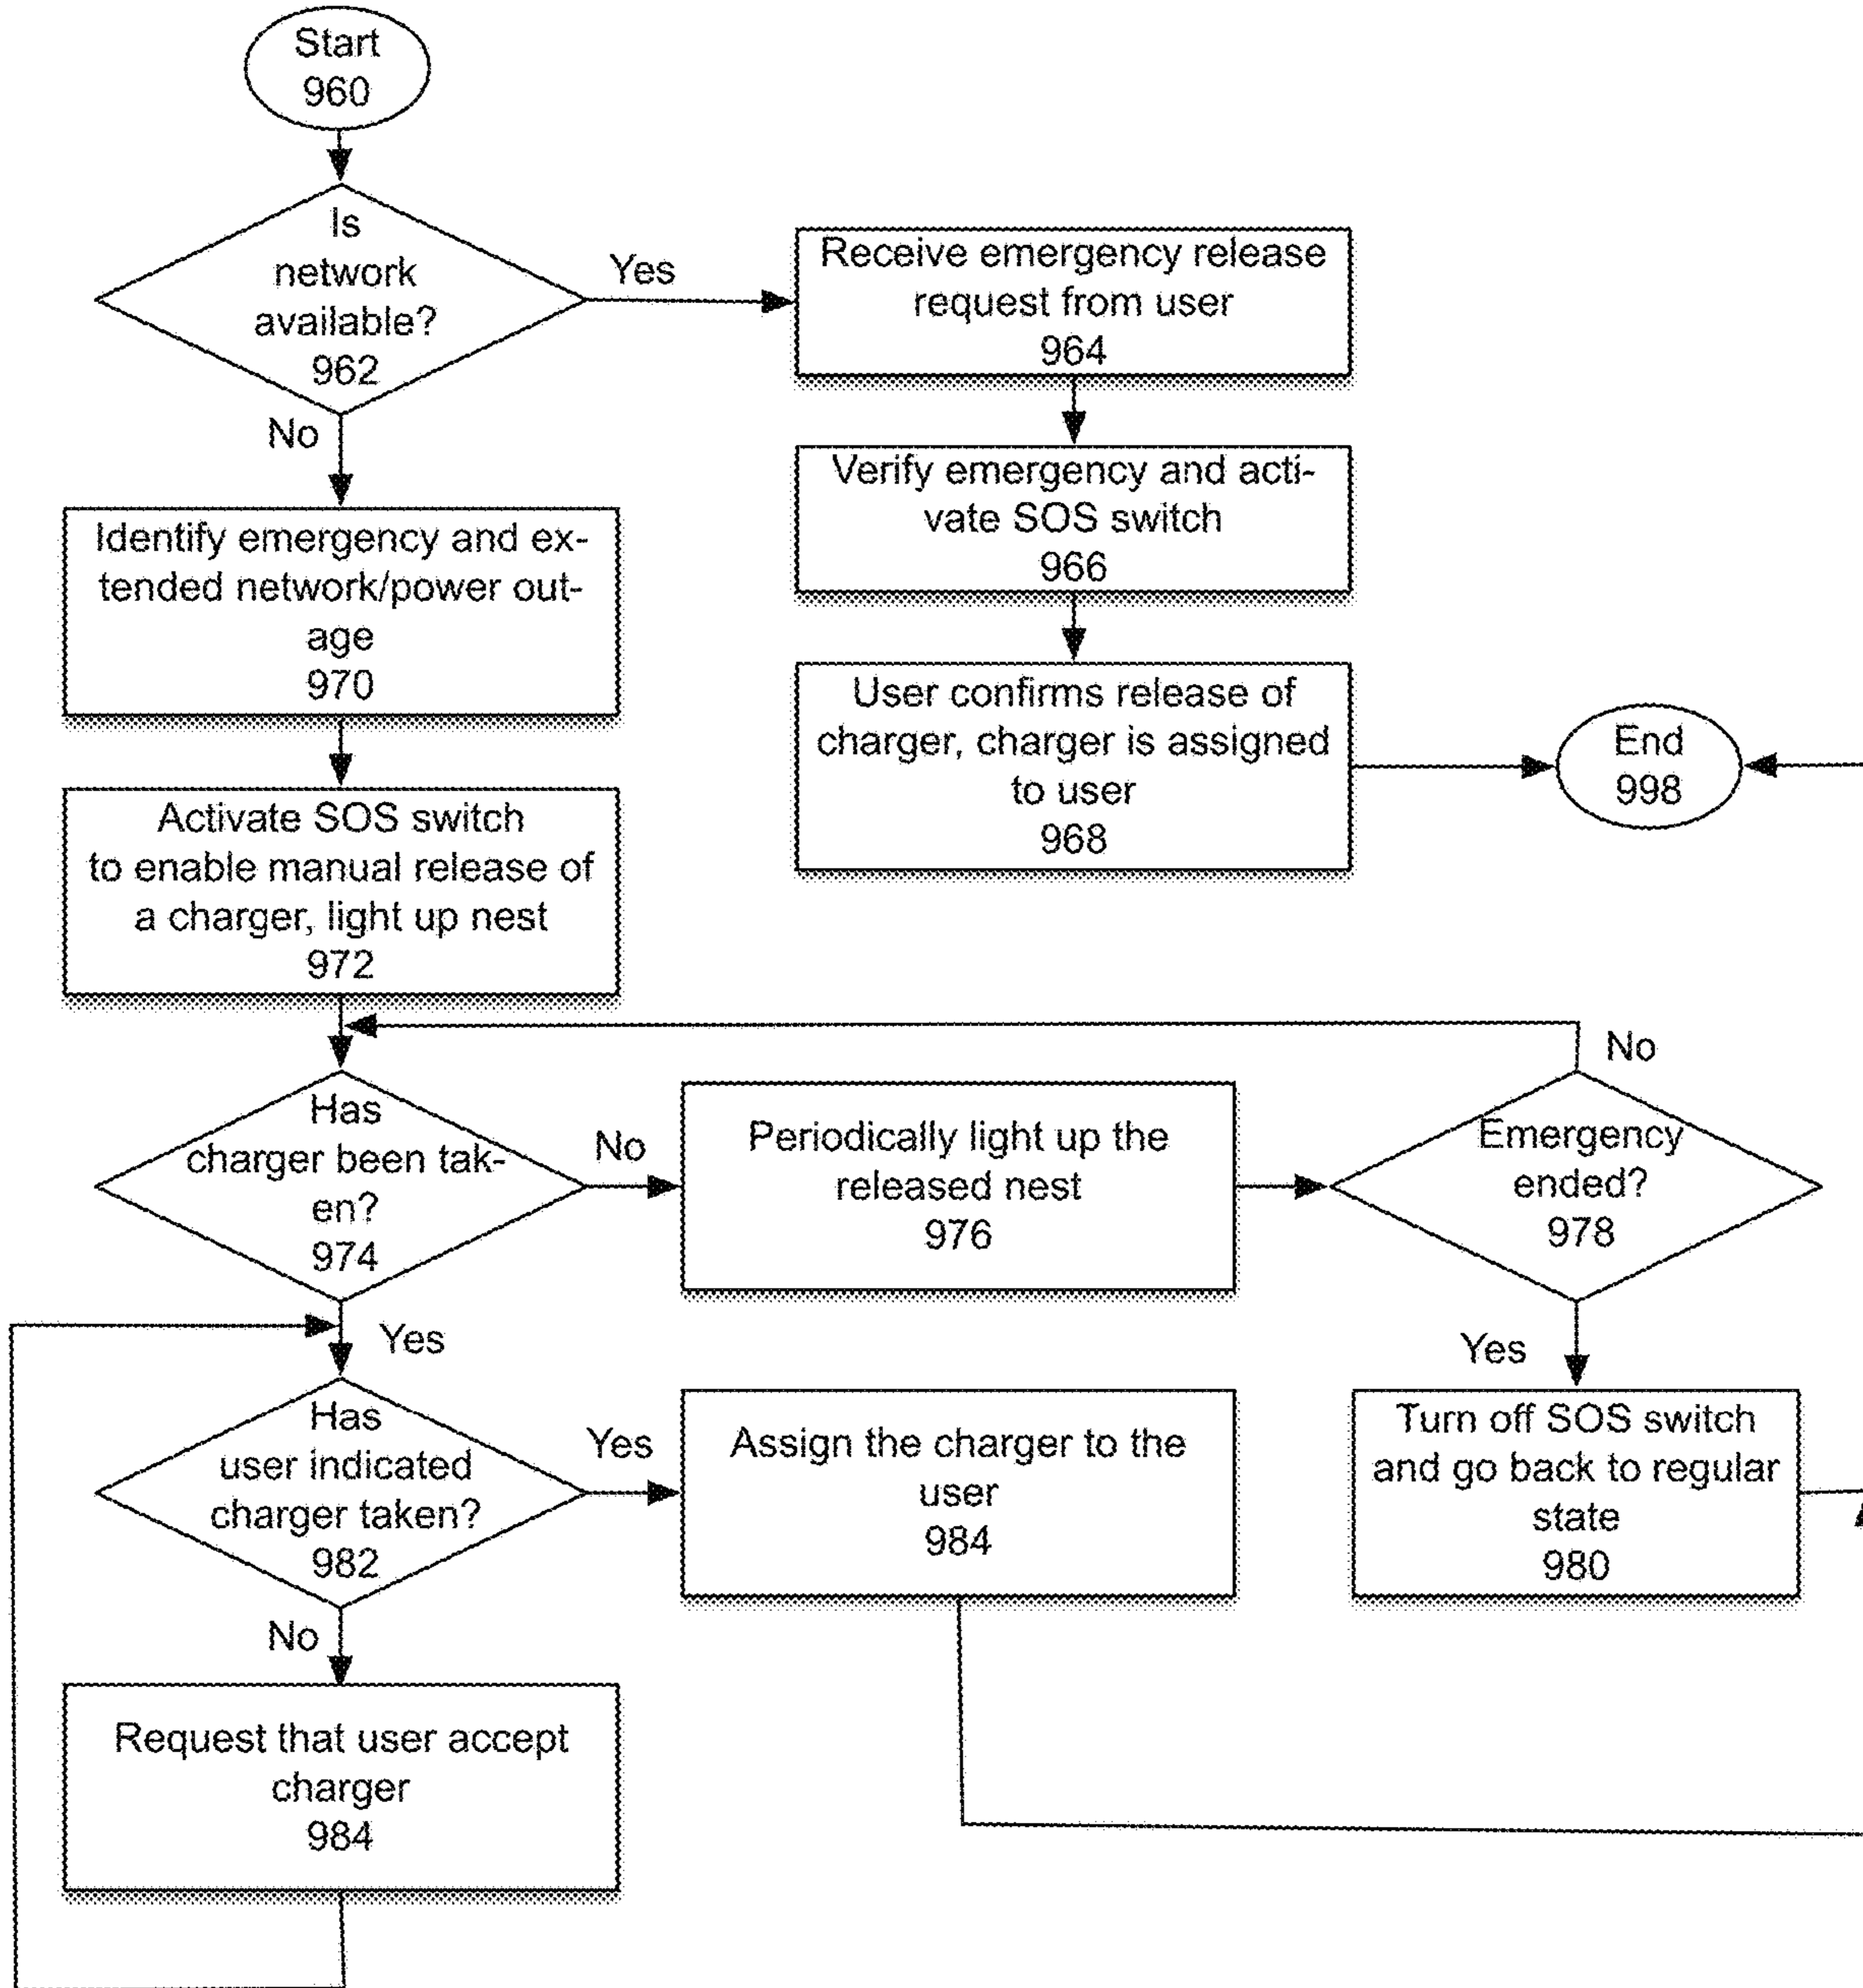 Start
960
Is
network
available?
962
Yes
No
Receive emergency release
request from user
964
Verify emergency and acti-
vate SOS switch
966
User confirms release of
charger, charger is assigned
to user
968
End
998
Identify emergency and ex-
tended network/power out-
age
970
Activate SOS switch
to enable manual release of
a charger, light up nest
972
Has
charger been tak-
en?
974
No
Yes
Periodically light up the
released nest
976
Emergency
ended?
978
No
Yes
Turn off SOS switch
and go back to regular
state
980
Has
user indicated
charger taken?
982
Yes
No
Assign the charger to the
user
984
Request that user accept
charger
984